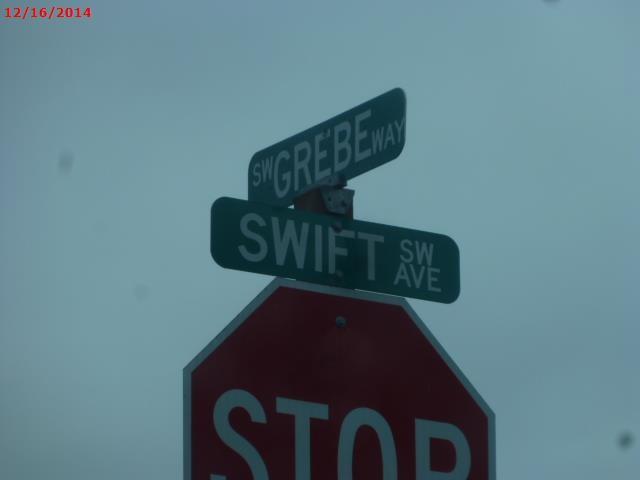 12/16/2014
SW GREBE WAY
SWIFT SW AVE
STOP